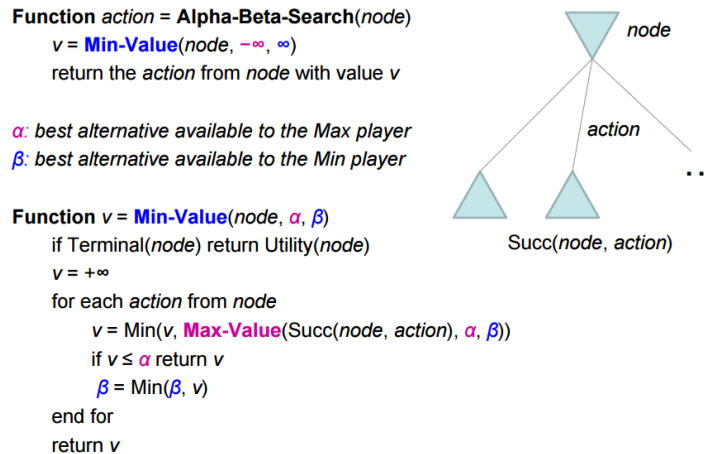 Function action = Alpha-Beta-Search(node)
v = Min-Value(node, −∞, ∞)
return the action from node with value v
α: best alternative available to the Max player
β: best alternative available to the Min player
Function v = Min-Value(node, α, β)
if Terminal(node) return Utility(node)
v = +∞
for each action from node
v = Min(v, Max-Value(Succ(node, action), α, β))
if v ≤ α return v
β = Min(β, v)
end for
return v
node
action
..
Succ(node, action)